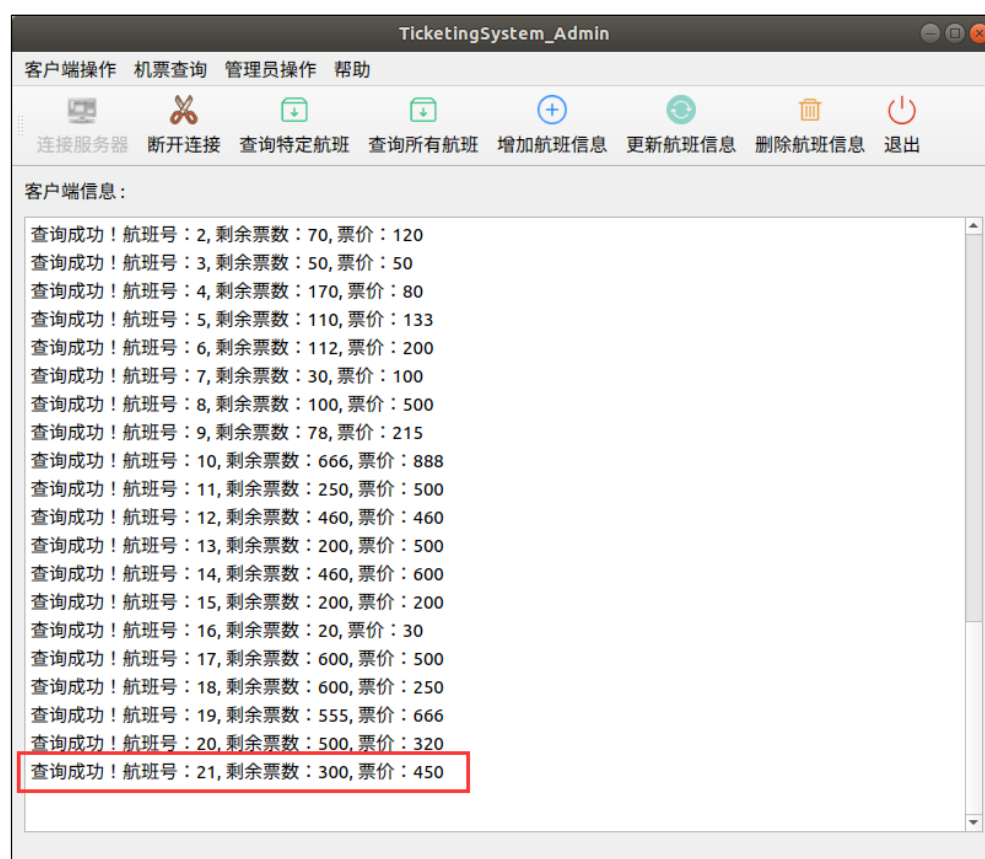 TicketingSystem_Admin
客户端操作 机票查询 管理员操作 帮助
连接服务器 断开连接 查询特定航班 查询所有航班 增加航班信息 更新航班信息 删除航班信息 退出
客户端信息：
查询成功！航班号：2,剩余票数：70,票价：120
查询成功！航班号：3,剩余票数：50,票价：50
查询成功！航班号：4,剩余票数：170,票价：80
查询成功！航班号：5,剩余票数：110,票价：133
查询成功！航班号：6,剩余票数：112,票价：200
查询成功！航班号：7,剩余票数：30,票价：100
查询成功！航班号：8,剩余票数：100,票价：500
查询成功！航班号：9,剩余票数：78,票价：215
查询成功！航班号：10,剩余票数：666,票价：888
查询成功！航班号：11,剩余票数：250,票价：500
查询成功！航班号：12,剩余票数：460,票价：460
查询成功！航班号：13,剩余票数：200,票价：500
查询成功！航班号：14,剩余票数：460,票价：600
查询成功！航班号：15,剩余票数：200,票价：200
查询成功！航班号：16,剩余票数：20,票价：30
查询成功！航班号：17,剩余票数：600,票价：500
查询成功！航班号：18,剩余票数：600,票价：250
查询成功！航班号：19,剩余票数：555,票价：666
查询成功！航班号：20,剩余票数：500,票价：320
查询成功！航班号：21,剩余票数：300,票价：450